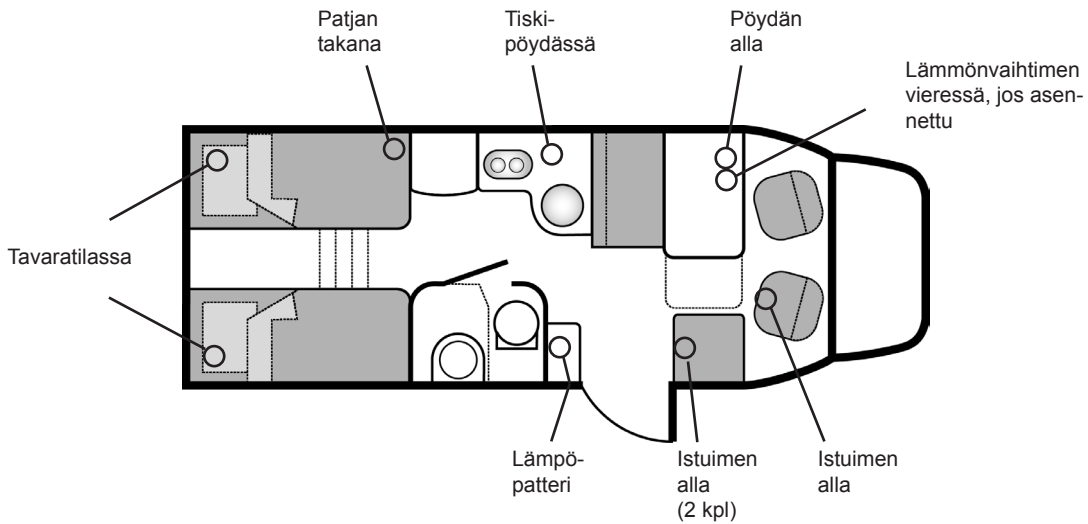 Patjan
takana
Tiski-
pöydässä
Pöydän
alla
Lämmönvaihtimen
vieressä, jos asen-
nettu
Tavaratilassa
Lämpö-
patteri
Istuimen
alla
(2 kpl)
Istuimen
alla